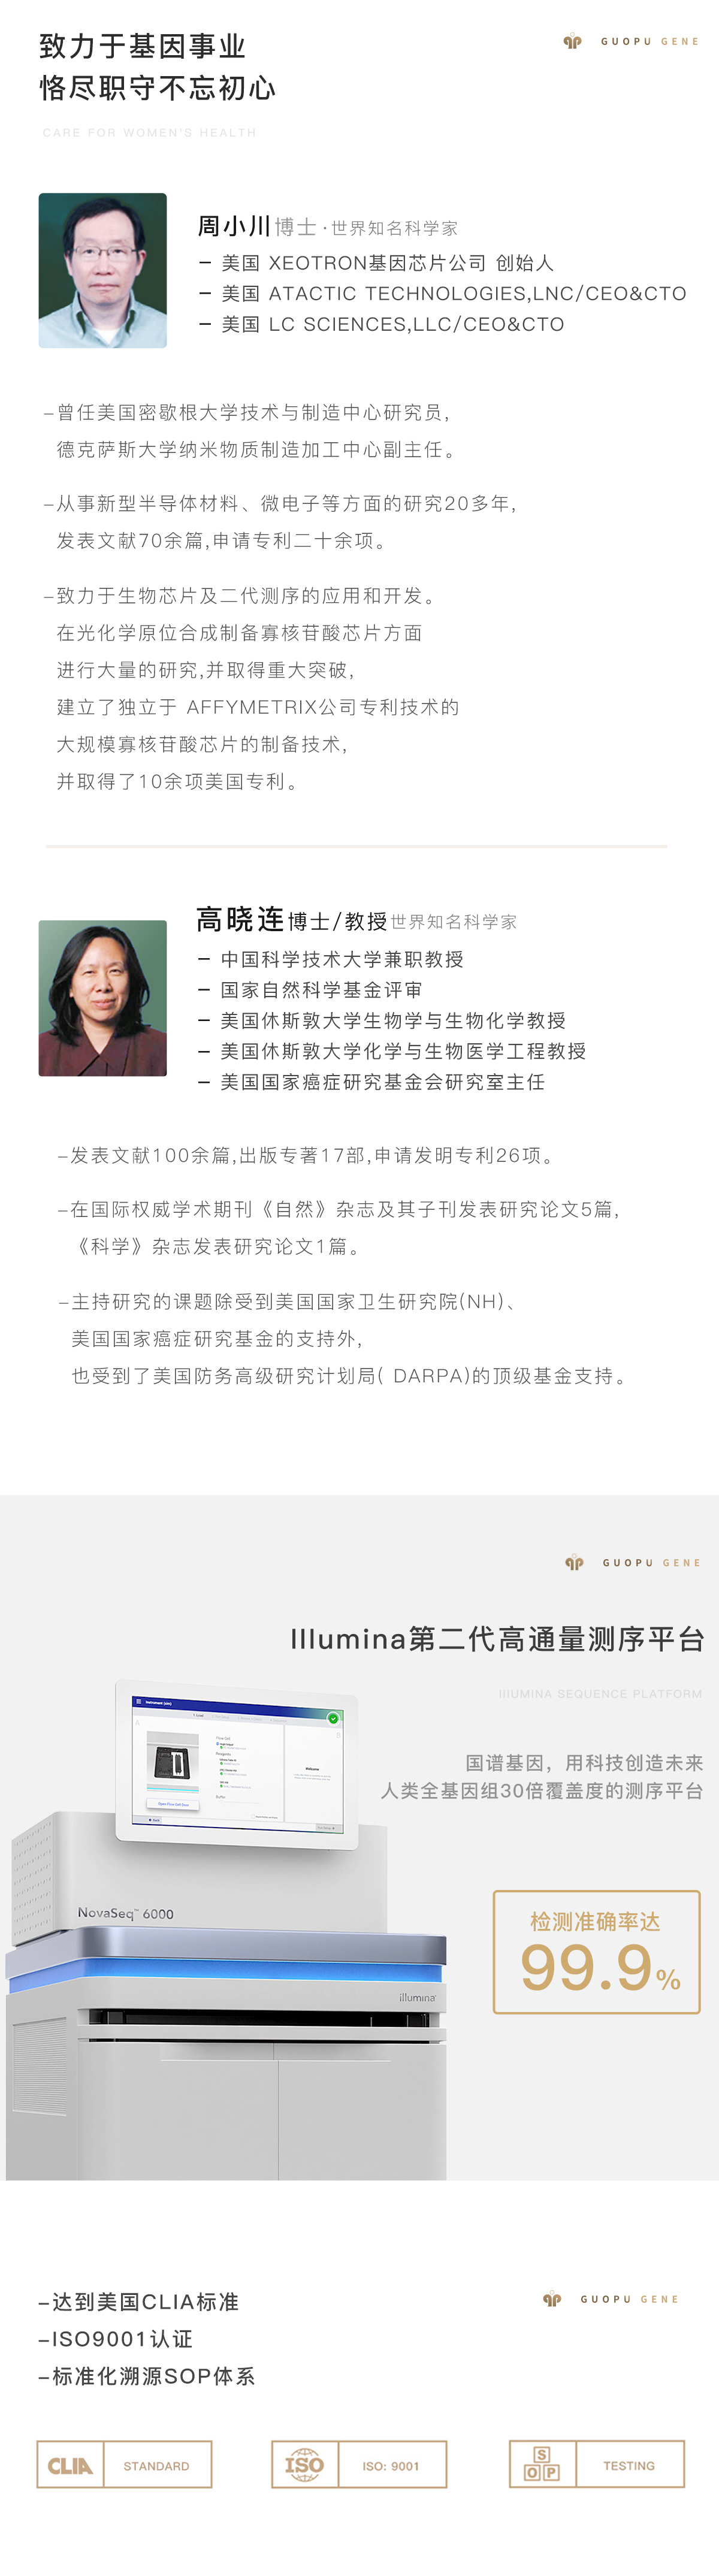 致力于基因事业
恪尽职守不忘初心
GUOPU GENE
CARE FOR WOMEN'S HEALTH
周小川博士·世界知名科学家
– 美国 XEOTRON基因芯片公司 创始人
– 美国 ATACTIC TECHNOLOGIES,LNC/CEO&CTO
– 美国 LC SCIENCES,LLC/CEO&CTO
–曾任美国密歇根大学技术与制造中心研究员,
德克萨斯大学纳米物质制造加工中心副主任。
–从事新型半导体材料、微电子等方面的研究20多年,
发表文献70余篇,申请专利二十余项。
–致力于生物芯片及二代测序的应用和开发。
在光化学原位合成制备寡核苷酸芯片方面
进行大量的研究,并取得重大突破,
建立了独立于 AFFYMETRIX公司专利技术的
大规模寡核苷酸芯片的制备技术,
并取得了10余项美国专利。
高晓连博士/教授世界知名科学家
– 中国科学技术大学兼职教授
– 国家自然科学基金评审
– 美国休斯敦大学生物学与生物化学教授
– 美国休斯敦大学化学与生物医学工程教授
– 美国国家癌症研究基金会研究室主任
–发表文献100余篇,出版专著17部,申请发明专利26项。
–在国际权威学术期刊《自然》杂志及其子刊发表研究论文5篇,
《科学》杂志发表研究论文1篇。
–主持研究的课题除受到美国国家卫生研究院(NH)、
美国国家癌症研究基金的支持外,
也受到了美国防务高级研究计划局( DARPA)的顶级基金支持。
GUOPU GENE
Illumina第二代高通量测序平台
IIIUMINA SEQUENCE PLATFORM
国谱基因，用科技创造未来
人类全基因组30倍覆盖度的测序平台
Welcome
NovaSeq™ 6000
illumina
检测准确率达
99.9%
–达到美国CLIA标准
–ISO9001认证
–标准化溯源SOP体系
GUOPU GENE
CLIA STANDARD
ISO ISO: 9001
SOP TESTING